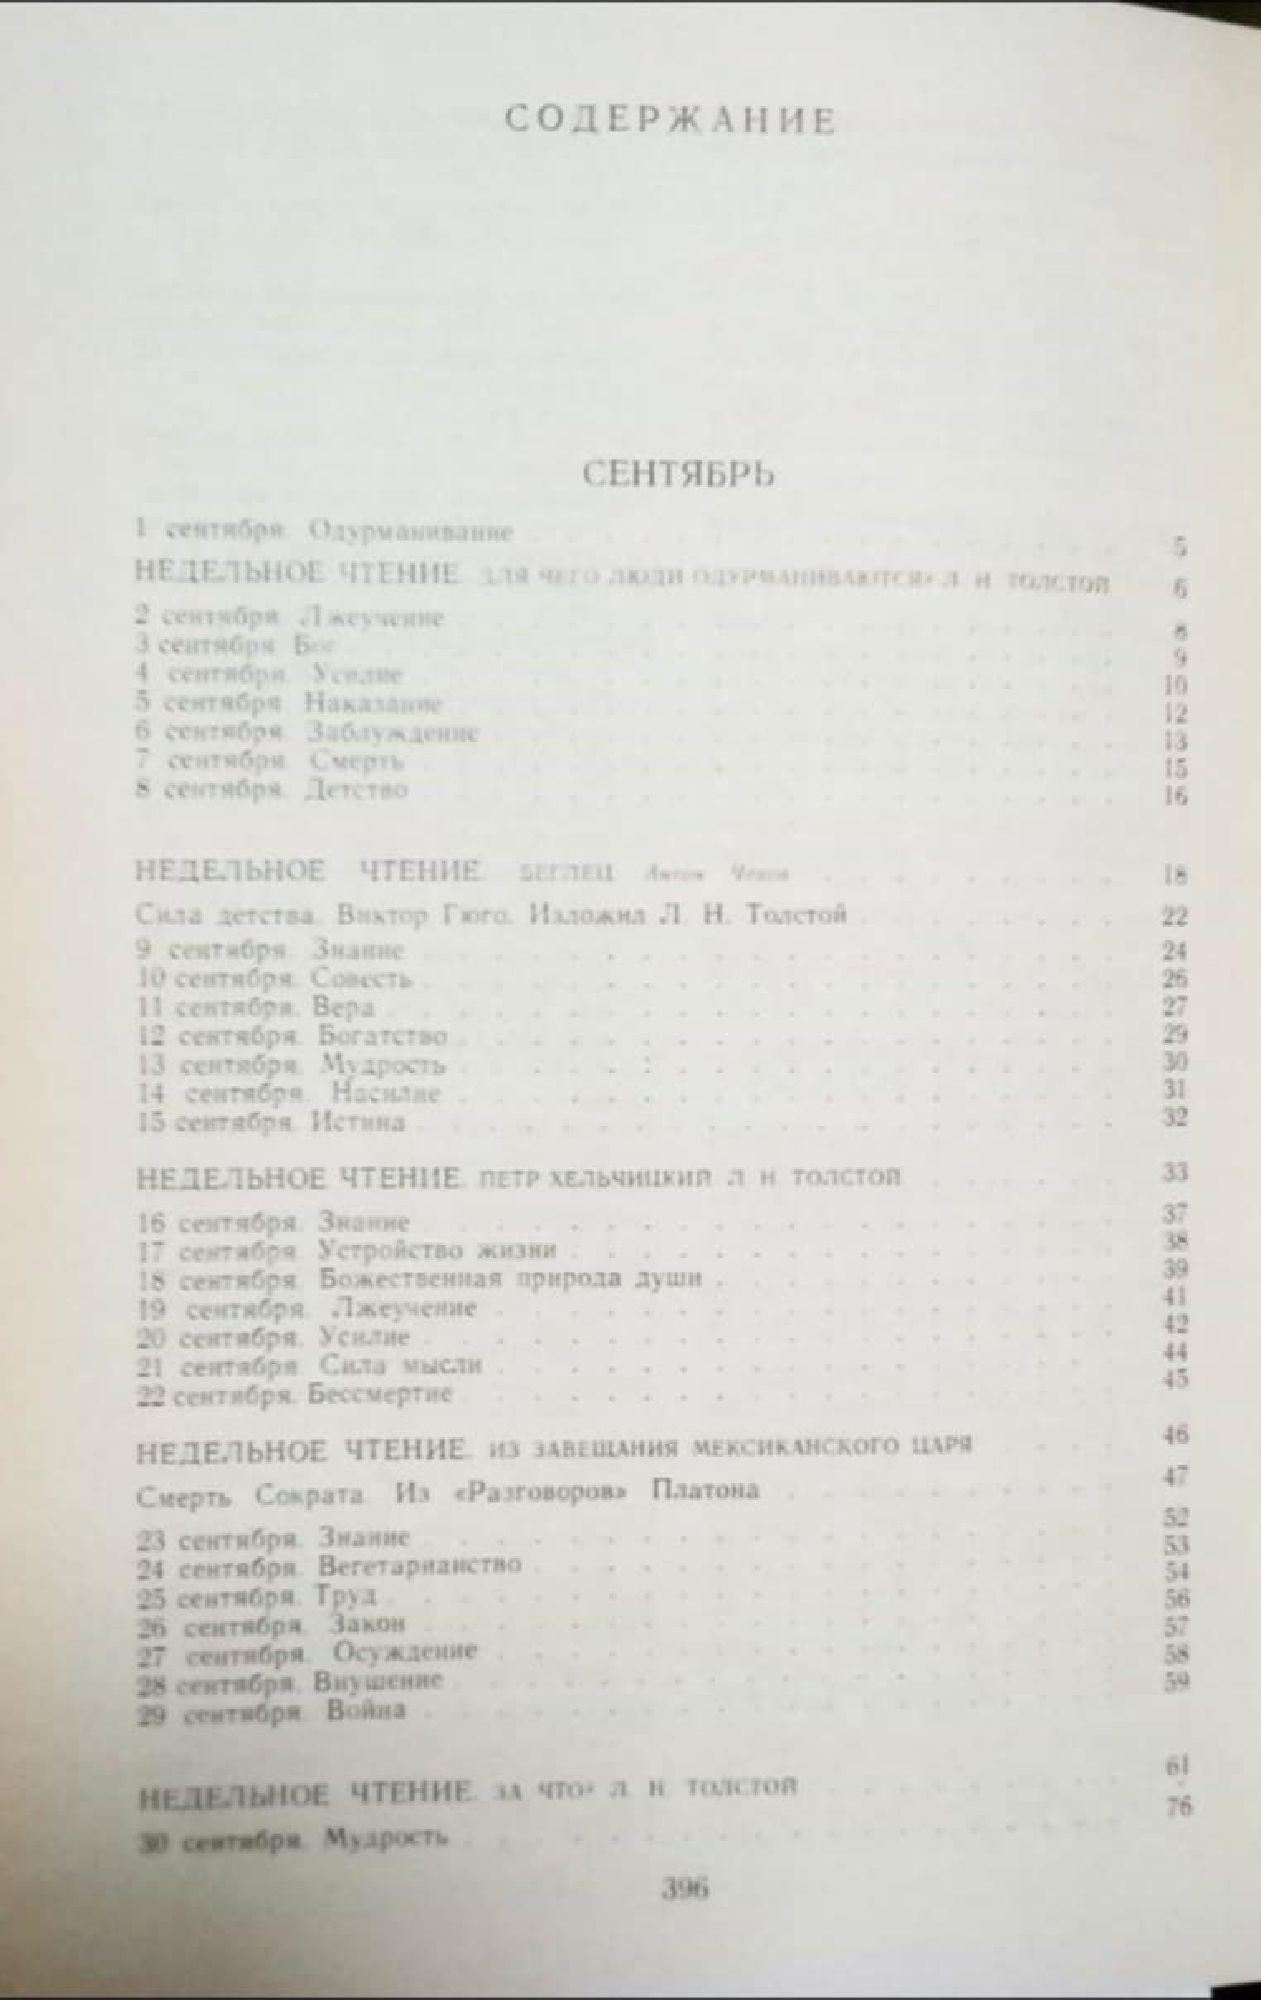 СОДЕРЖАНИЕ
СЕНТЯБРЬ
1 сентября. Одурманивание . . . 5
НЕДЕЛЬНОЕ ЧТЕНИЕ. ДЛЯ ЧЕГО ЛЮДИ ОДУРМАНИВАЮТСЯ? Л. Н. ТОЛСТОЙ 6
2 сентября. Лжеучение . . . 8
3 сентября. Бог . . . 9
4 сентября. Усилие . . . 10
5 сентября. Наказание . . . 12
6 сентября. Заблуждение . . . 13
7 сентября. Смерть . . . 15
8 сентября. Детство . . . 16
НЕДЕЛЬНОЕ ЧТЕНИЕ. БЕГЛЕЦ. Антон Чехов . . . 18
Сила детства. Виктор Гюго. Изложил Л. Н. Толстой . . . 22
9 сентября. Знание . . . 24
10 сентября. Совесть . . . 26
11 сентября. Вера . . . 27
12 сентября. Богатство . . . 29
13 сентября. Мудрость . . . 30
14 сентября. Насилие . . . 31
15 сентября. Истина . . . 32
НЕДЕЛЬНОЕ ЧТЕНИЕ. ПЕТР ХЕЛЬЧИЦКИЙ. Л. Н. ТОЛСТОЙ . . . 33
16 сентября. Знание . . . 37
17 сентября. Устройство жизни . . . 38
18 сентября. Божественная природа души . . . 39
19 сентября. Лжеучение . . . 41
20 сентября. Усилие . . . 42
21 сентября. Сила мысли . . . 44
22 сентября. Бессмертие . . . 45
НЕДЕЛЬНОЕ ЧТЕНИЕ. ИЗ ЗАВЕЩАНИЯ МЕКСИКАНСКОГО ЦАРЯ . . . 46
Смерть Сократа. Из «Разговоров» Платона . . . 47
23 сентября. Знание . . . 52
24 сентября. Вегетарианство . . . 53
25 сентября. Труд . . . 54
26 сентября. Закон . . . 56
27 сентября. Осуждение . . . 57
28 сентября. Внушение . . . 58
29 сентября. Война . . . 59
НЕДЕЛЬНОЕ ЧТЕНИЕ. ЗА ЧТО? Л. Н. ТОЛСТОЙ . . . 61
30 сентября. Мудрость . . . 76
396